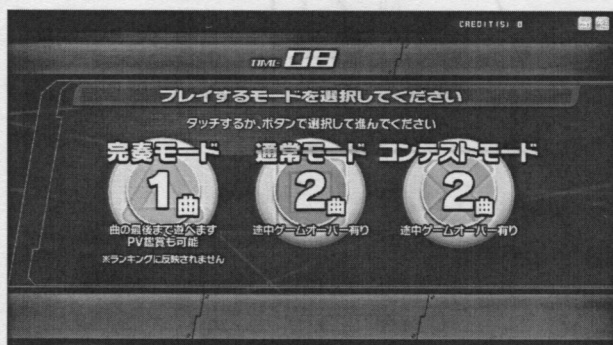 CREDIT(S) 0
TIME 08
プレイするモードを選択してください
タッチするか、ボタンで選択して進んでください
完奏モード
1曲
曲の最後まで遊べます
PV鑑賞も可能
※ランキングに反映されません
通常モード
2曲
途中ゲームオーバー有り
コンテストモード
2曲
途中ゲームオーバー有り